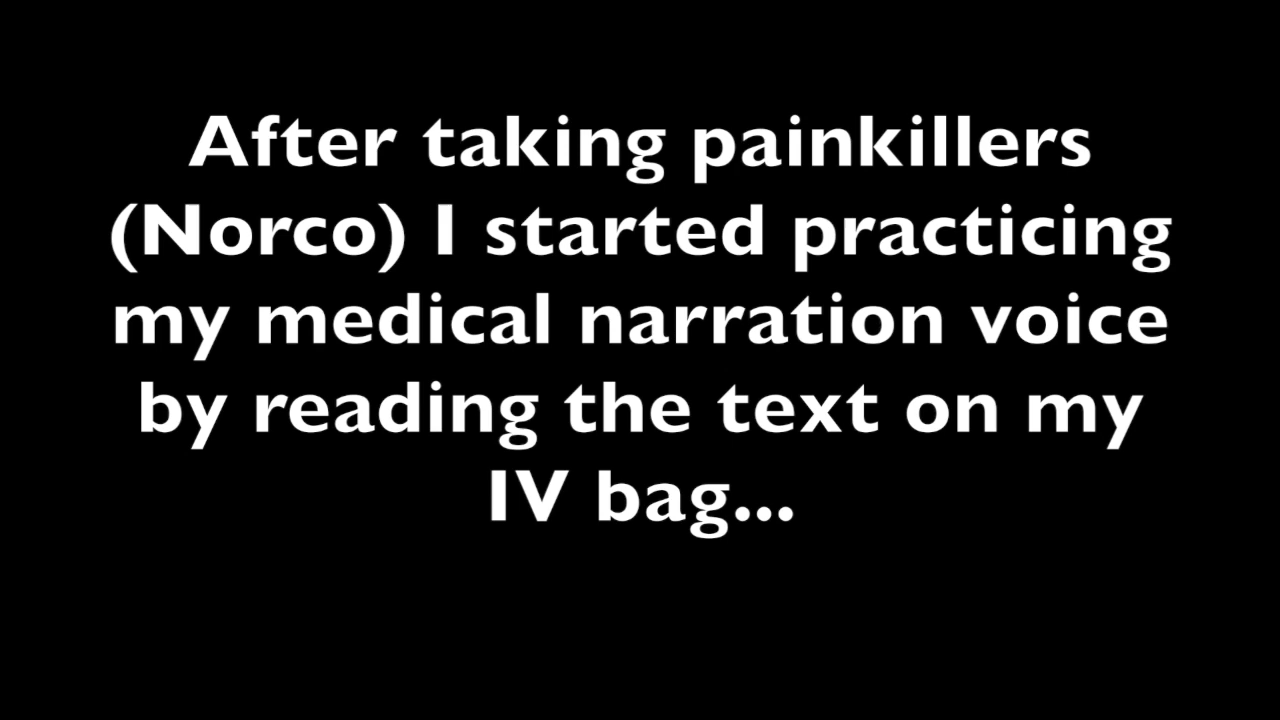 After taking painkillers
(Norco) I started practicing
my medical narration voice
by reading the text on my
IV bag...